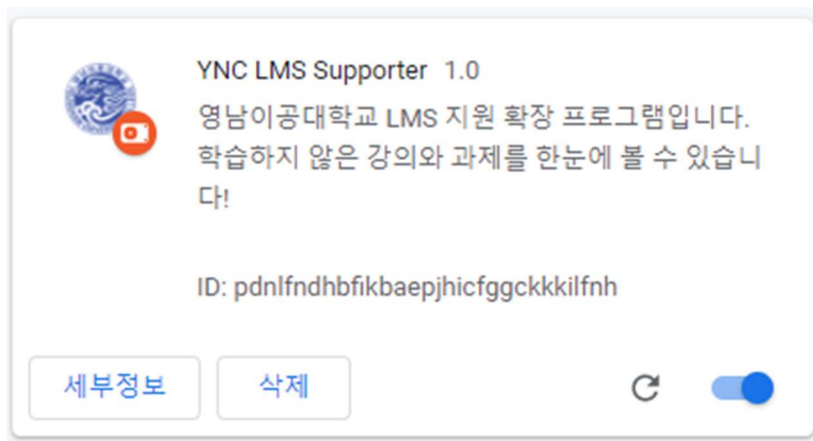 YNC LMS Supporter 1.0
영남이공대학교 LMS 지원 확장 프로그램입니다.
학습하지 않은 강의와 과제를 한눈에 볼 수 있습니
다!
ID: pdnlfndhbfikbaepjhicfggckkkilfnh
세부정보 삭제